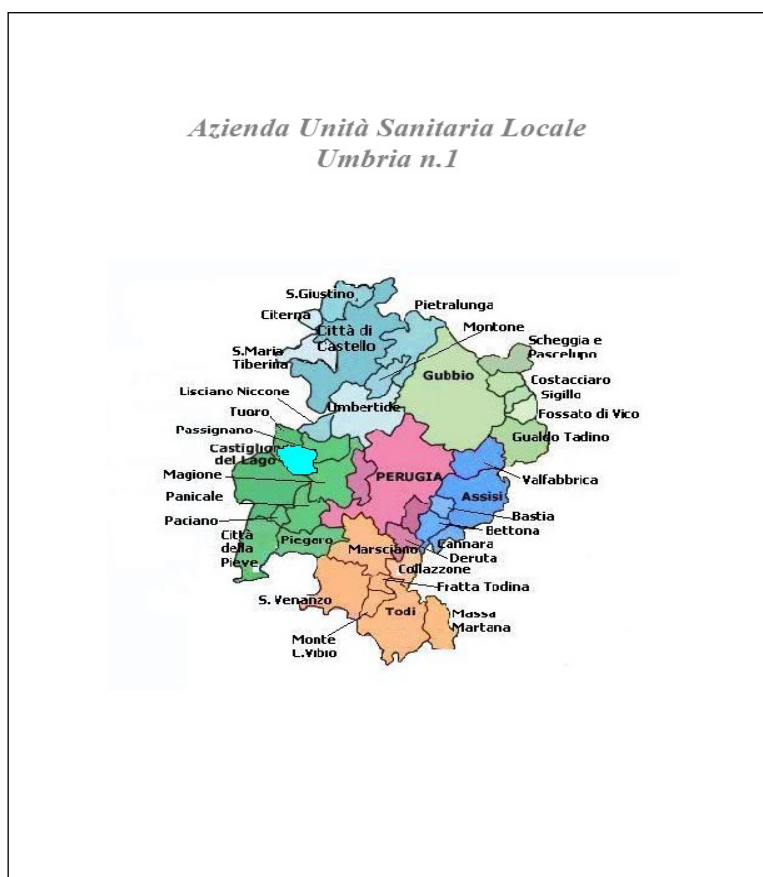 Azienda Unità Sanitaria Locale
Umbria n.1
S.Giustino
Pietralunga
Citerna
Città di
Castello
Montone
S.Maria
Tiberina
Scheggia e
Pascelupo
Gubbio
Costacciaro
Lisciano Niccone
Sigillo
Umbertide
Tuoro
Fossato di Vico
Passignano
Gualdo Tadino
Castiglion
del Lago
Magione
PERUGIA
Valfabbrica
Panicale
Assisi
Paciano
Bastia
Bettona
Città
della
Pieve
Piegaro
Marsciano
Cannara
Deruta
Collazzone
Fratta Todina
S. Venanzo
Todi
Massa
Martana
Monte
C.Vibio